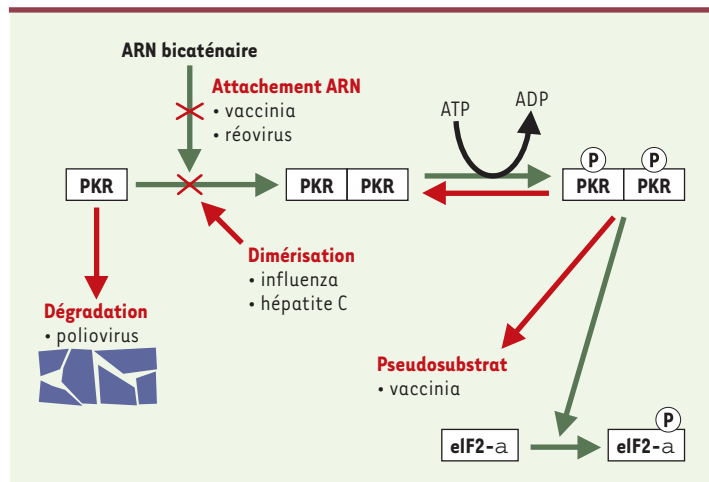 ARN bicaténaire
Attachement ARN
• vaccinia
• réovirus
ATP
ADP
PKR
PKR PKR
P P
PKR PKR
Dimérisation
• influenza
• hépatite C
Dégradation
• poliovirus
Pseudosubstrat
• vaccinia
P
eIF2-a
eIF2-a